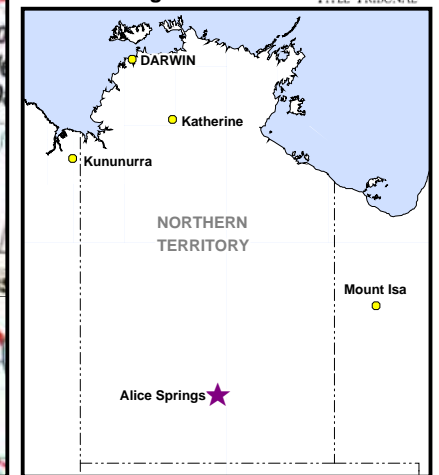 DARWIN
Katherine
Kununurra
NORTHERN
TERRITORY
Mount Isa
Alice Springs